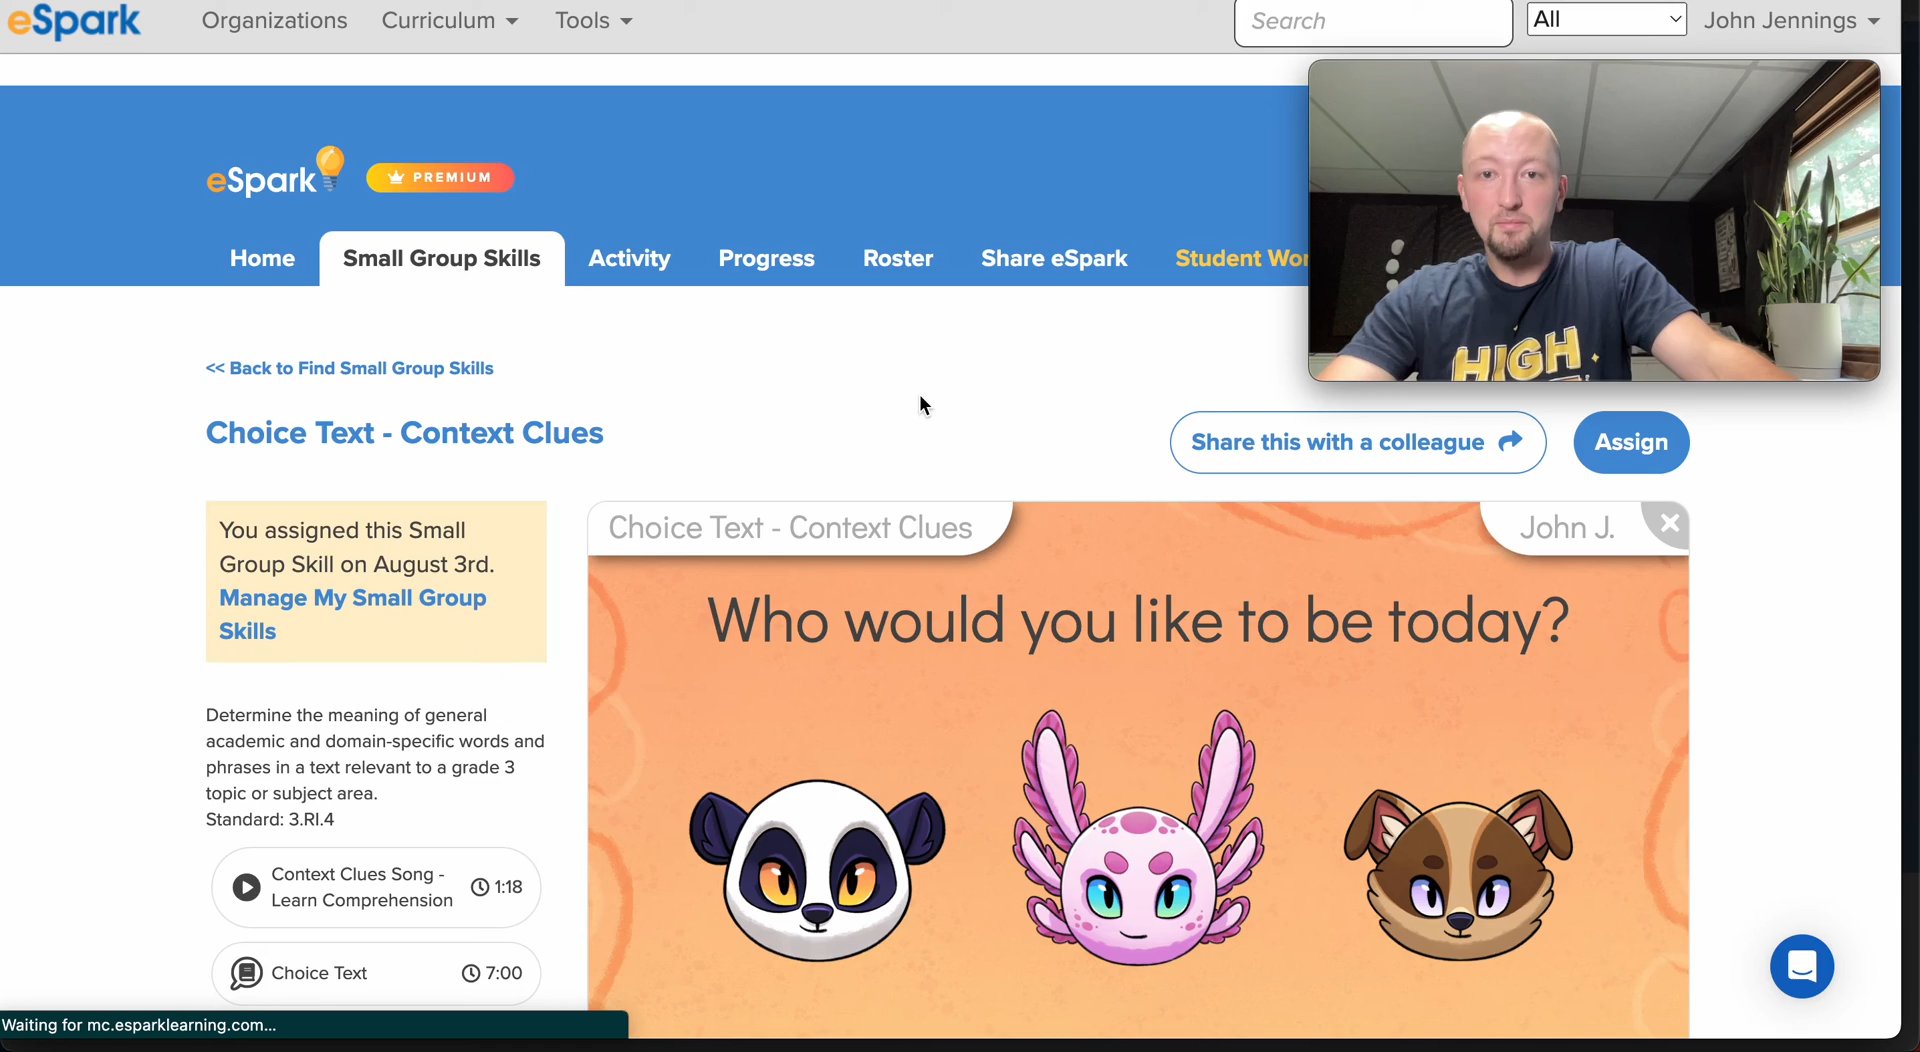 eSpark Organizations Curriculum Tools Search All John Jennings
eSpark PREMIUM
Home Small Group Skills Activity Progress Roster Share eSpark Student Wor
HIGH
<< Back to Find Small Group Skills
Choice Text - Context Clues
Share this with a colleague Assign
You assigned this Small
Group Skill on August 3rd.
Manage My Small Group
Skills
Determine the meaning of general
academic and domain-specific words and
phrases in a text relevant to a grade 3
topic or subject area.
Standard: 3.RI.4
Context Clues Song -
Learn Comprehension
1:18
Choice Text 7:00
Choice Text - Context Clues John J.
Who would you like to be today?
Waiting for mc.esparklearning.com...